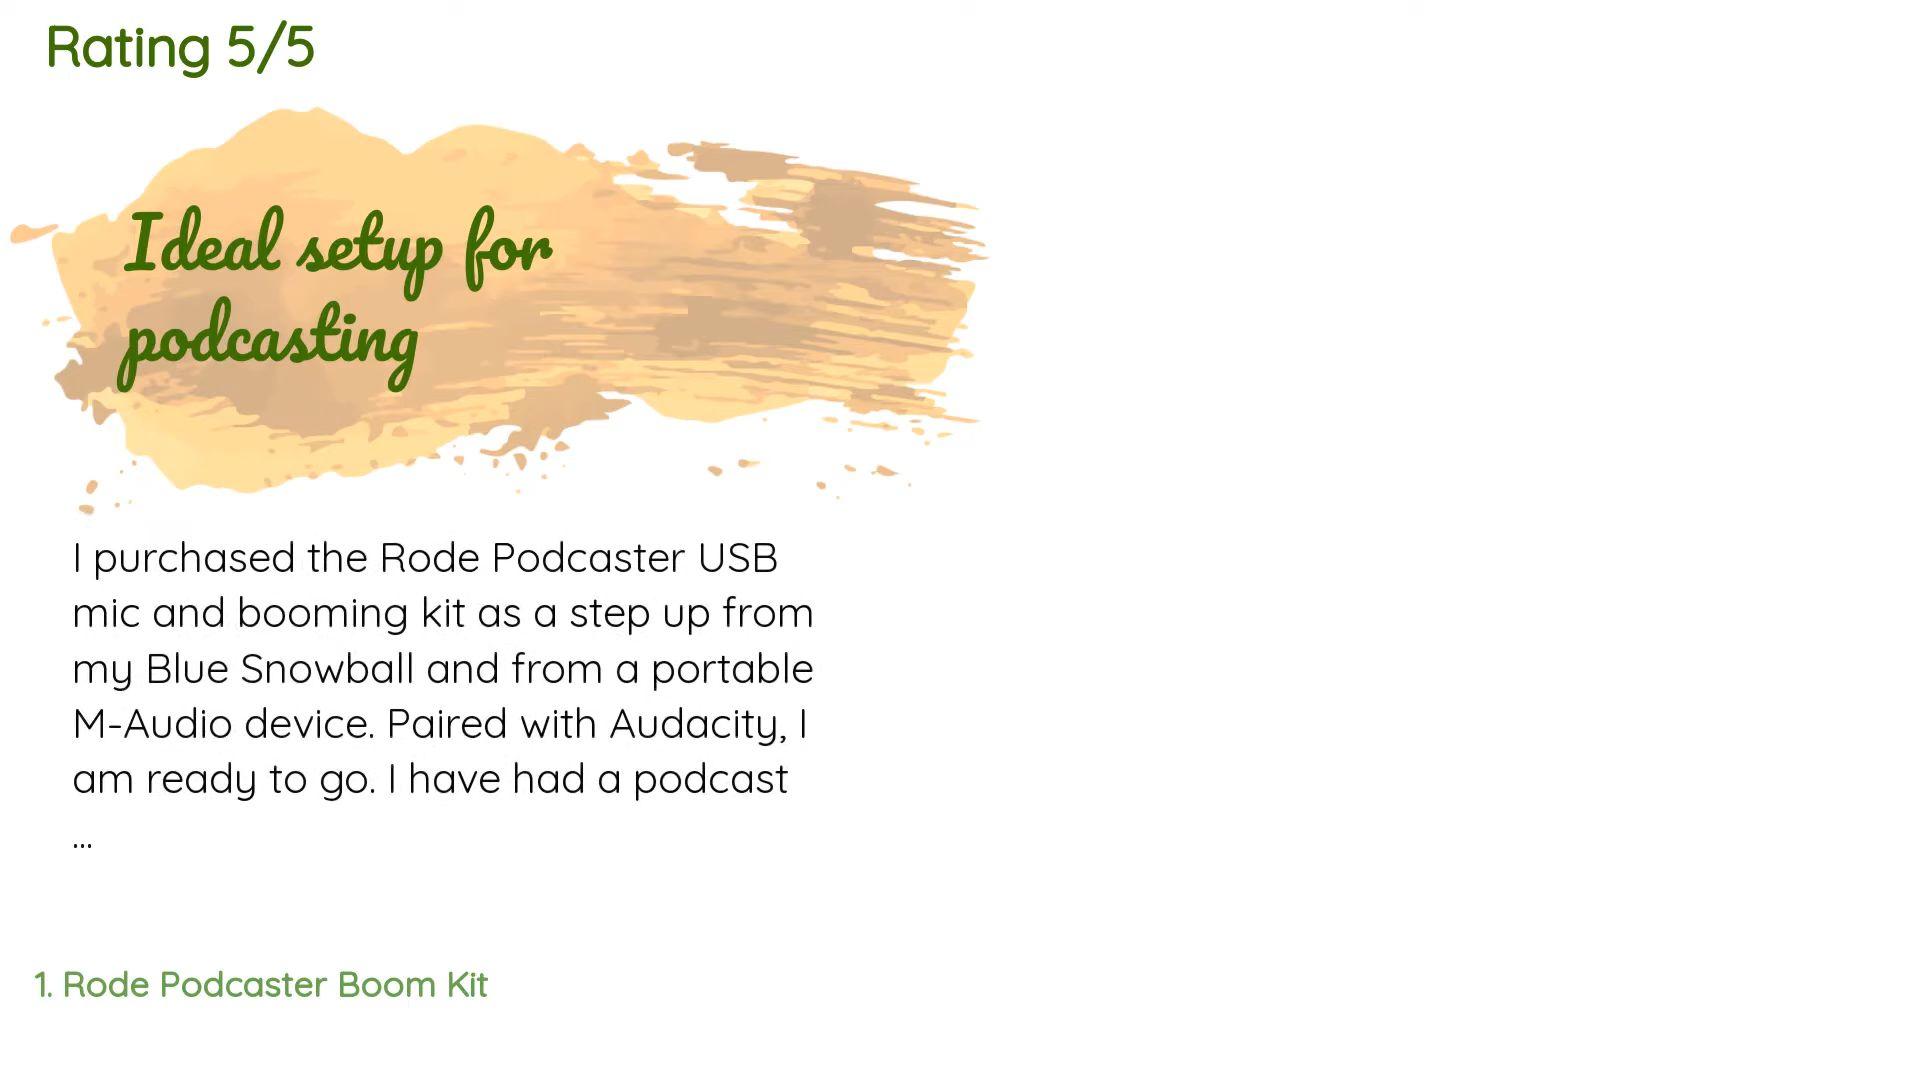 Rating 5/5
Ideal setup for
podcasting
I purchased the Rode Podcaster USB
mic and booming kit as a step up from
my Blue Snowball and from a portable
M-Audio device. Paired with Audacity, I
am ready to go. I have had a podcast
...
1. Rode Podcaster Boom Kit